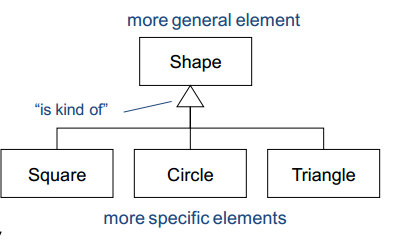 more general element
Shape
“is kind of”
Square
Circle
Triangle
more specific elements